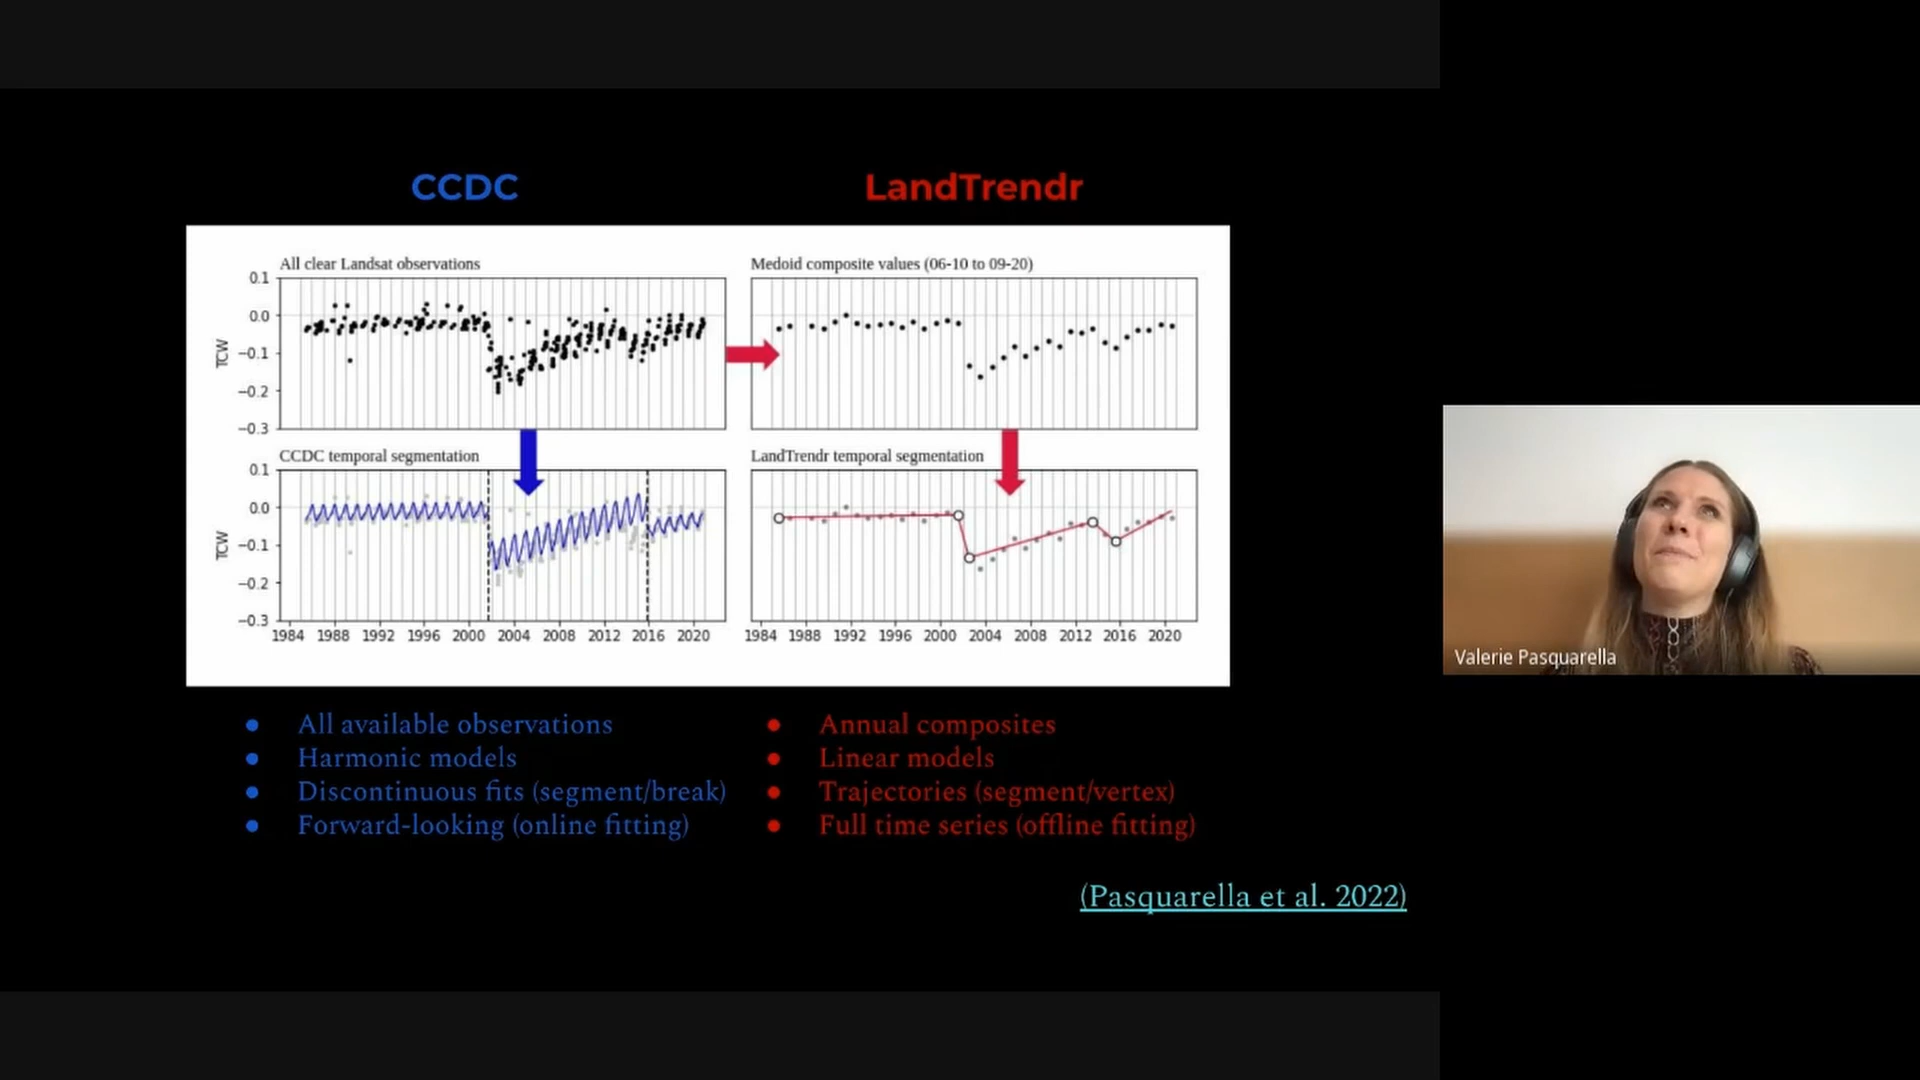 CCDC
LandTrendr
All clear Landsat observations
Medoid composite values (06-10 to 09-20)
0.1
0.0
−0.1
−0.2
−0.3
TCW
CCDC temporal segmentation
LandTrendr temporal segmentation
0.1
0.0
−0.1
−0.2
−0.3
TCW
1984 1988 1992 1996 2000 2004 2008 2012 2016 2020
1984 1988 1992 1996 2000 2004 2008 2012 2016 2020
Valerie Pasquarella
● All available observations
● Harmonic models
● Discontinuous fits (segment/break)
● Forward-looking (online fitting)
● Annual composites
● Linear models
● Trajectories (segment/vertex)
● Full time series (offline fitting)
(Pasquarella et al. 2022)